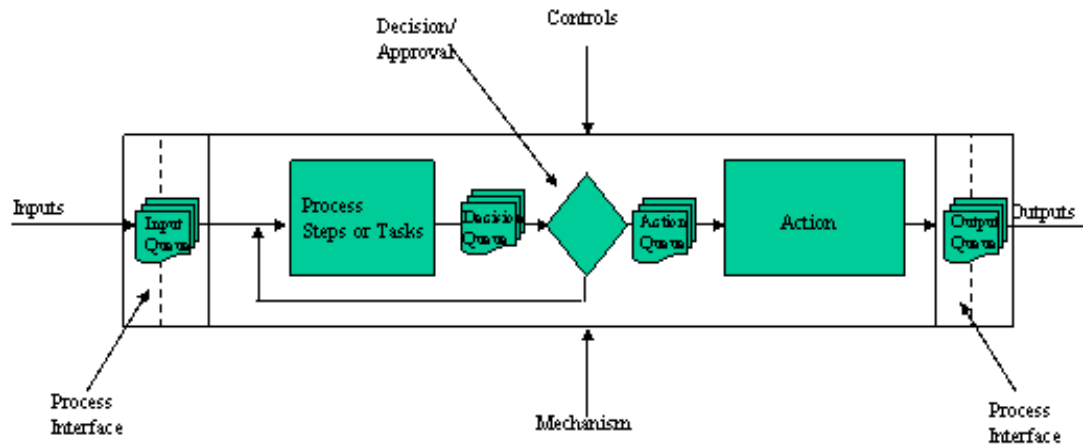 Controls
Decision/
Approval
Inputs
Input
Queue
Process
Steps or Tasks
Decision
Queue
Action
Queue
Action
Output
Queue
Outputs
Process
Interface
Mechanism
Process
Interface